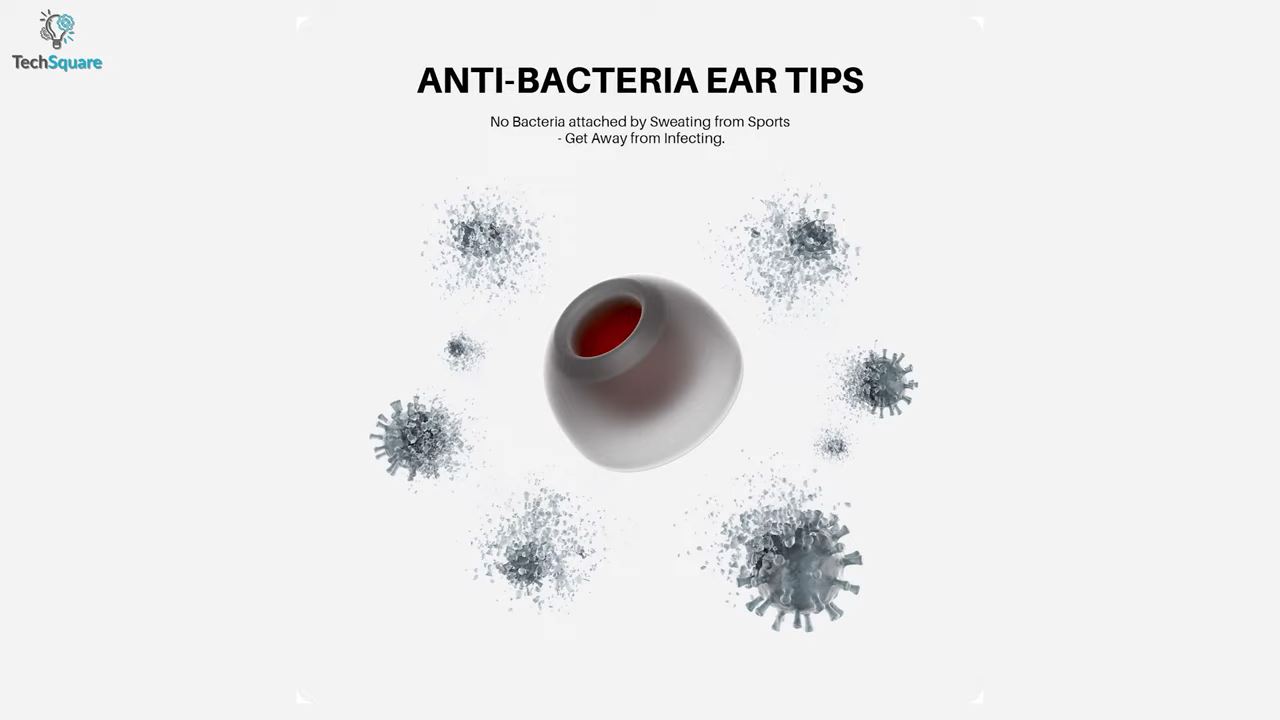 TechSquare
ANTI-BACTERIA EAR TIPS
No Bacteria attached by Sweating from Sports
- Get Away from Infecting.